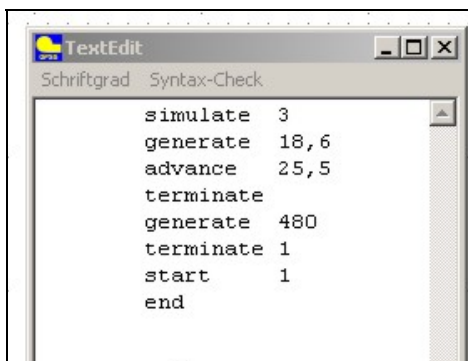 TextEdit
Schriftgrad Syntax-Check
simulate 3
generate 18,6
advance 25,5
terminate
generate 480
terminate 1
start 1
end